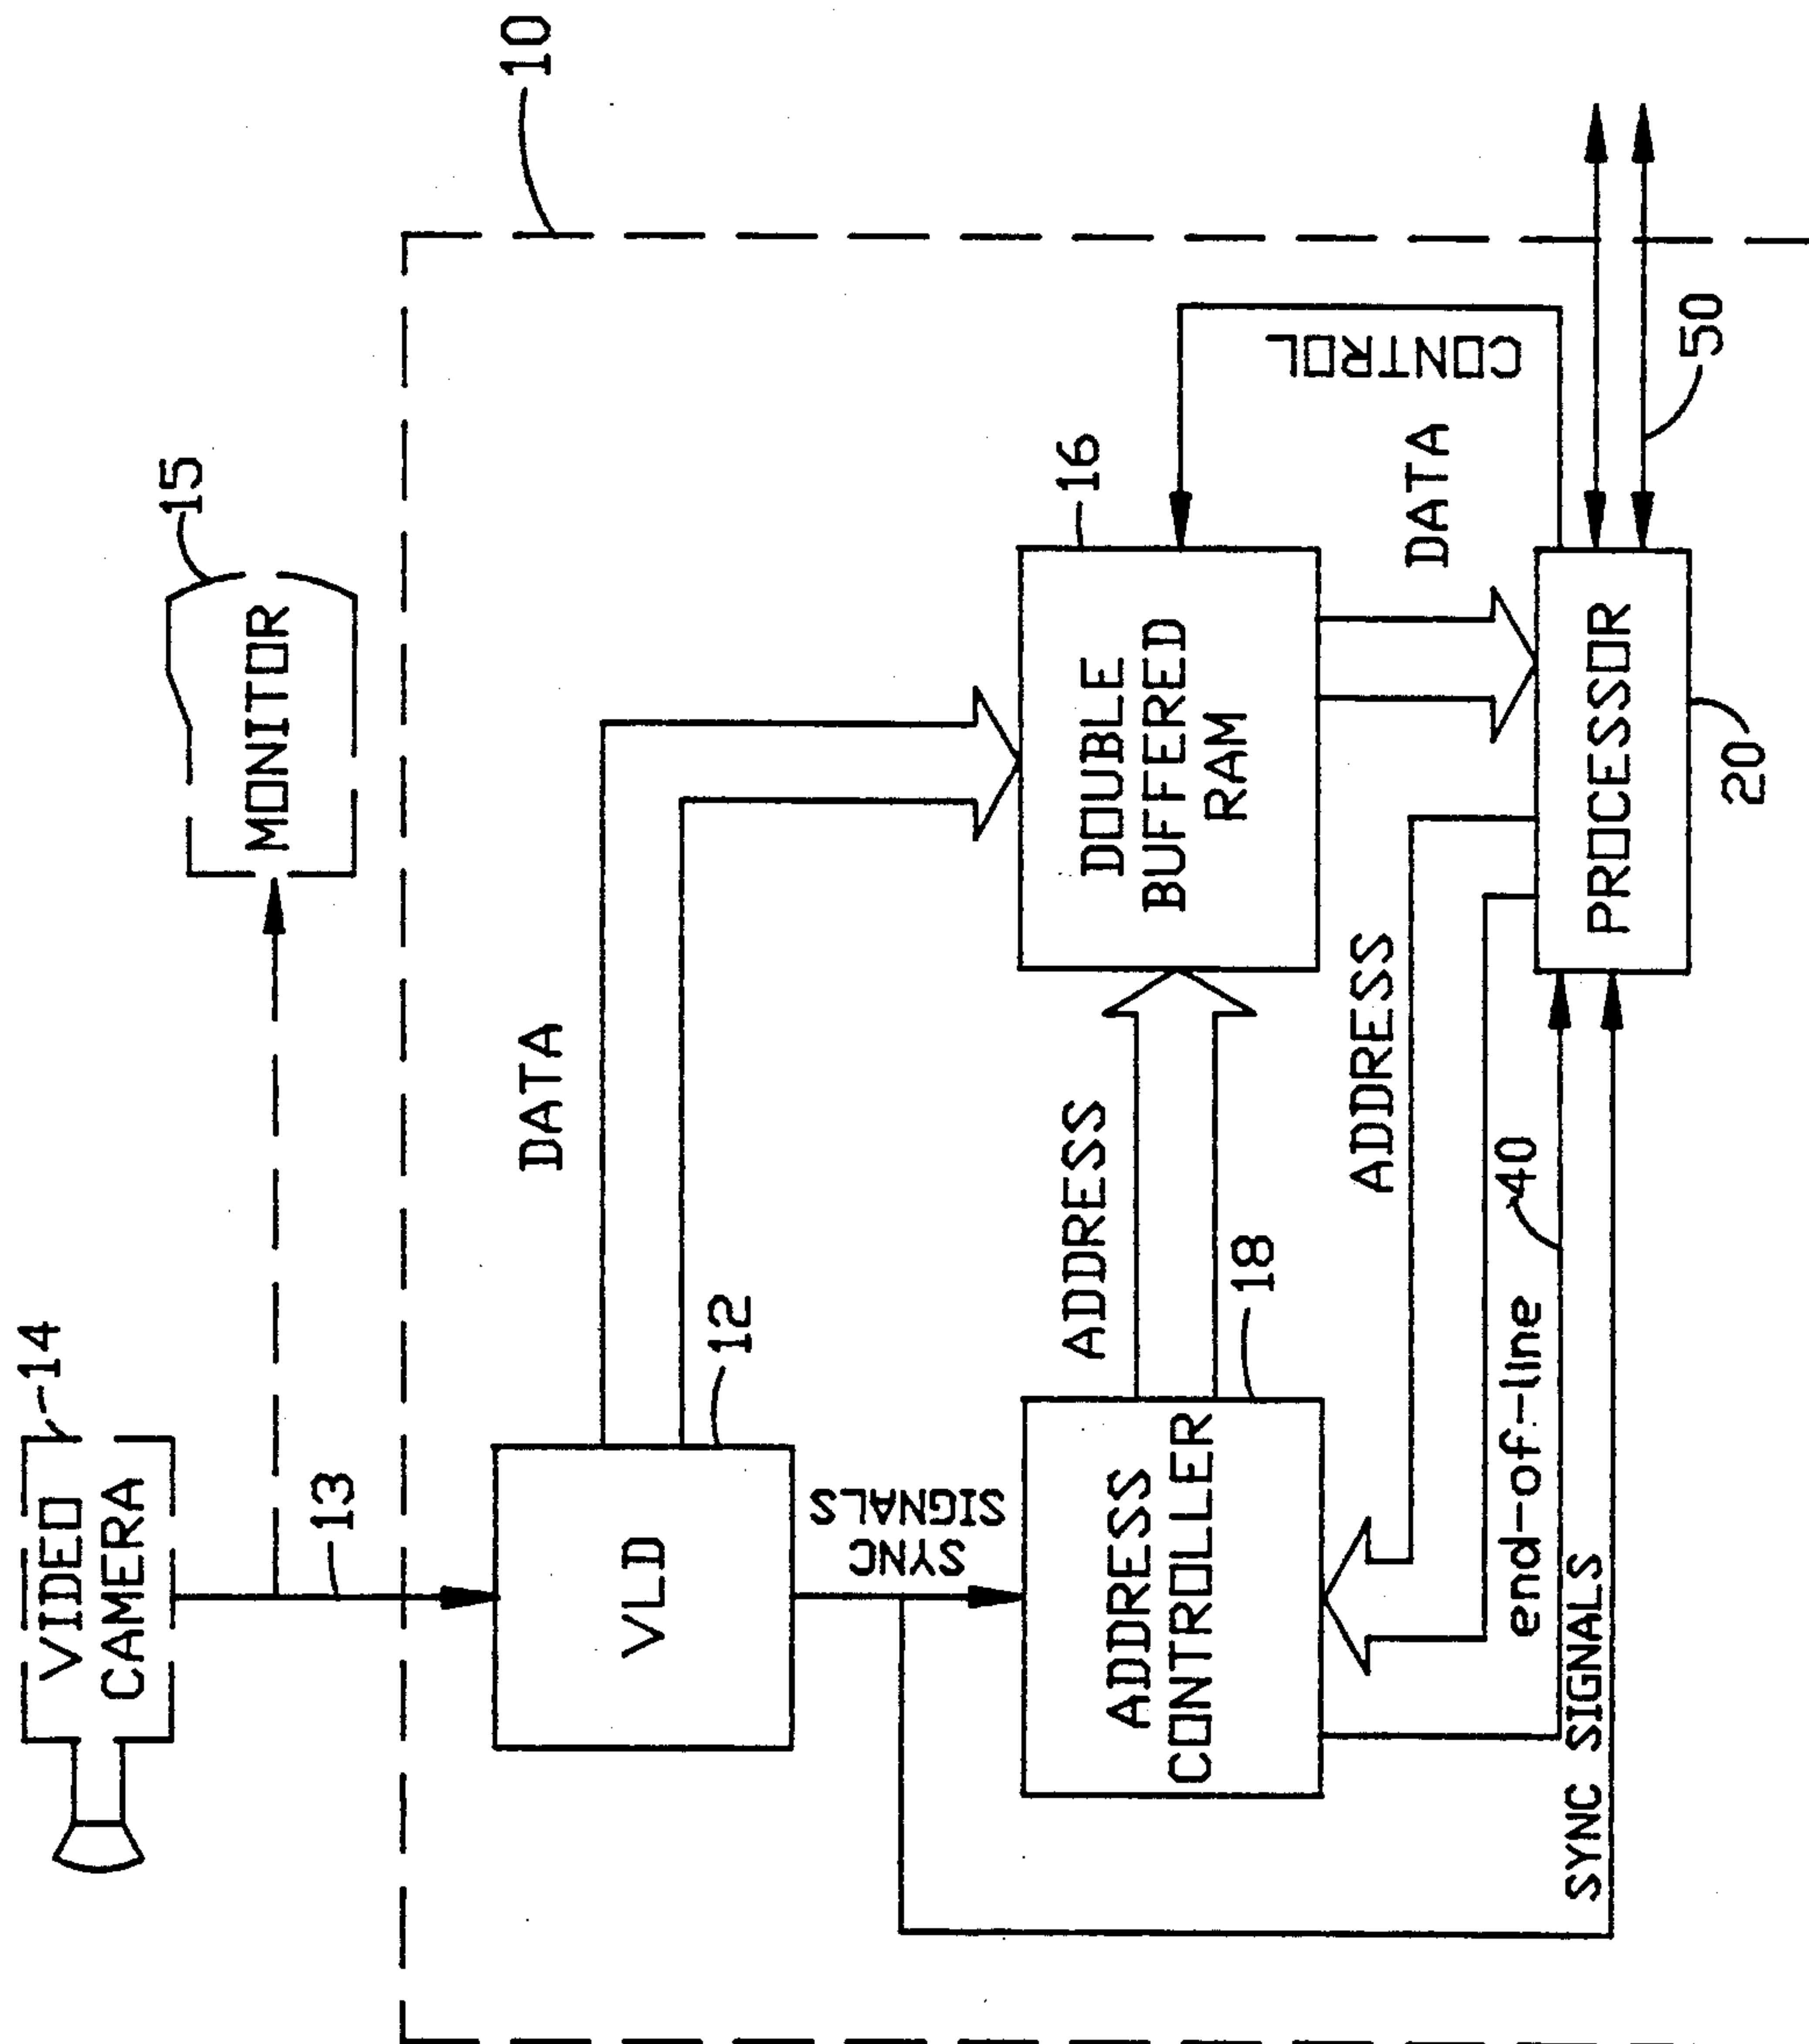 VIDEO
CAMERA
14
13
MONITOR
15
10
VLD
12
DATA
SYNC
SIGNALS
ADDRESS
CONTROLLER
18
ADDRESS
DOUBLE
BUFFERED
RAM
16
CONTROL
DATA
ADDRESS
end-of-line
40
SYNC SIGNALS
PROCESSOR
20
50